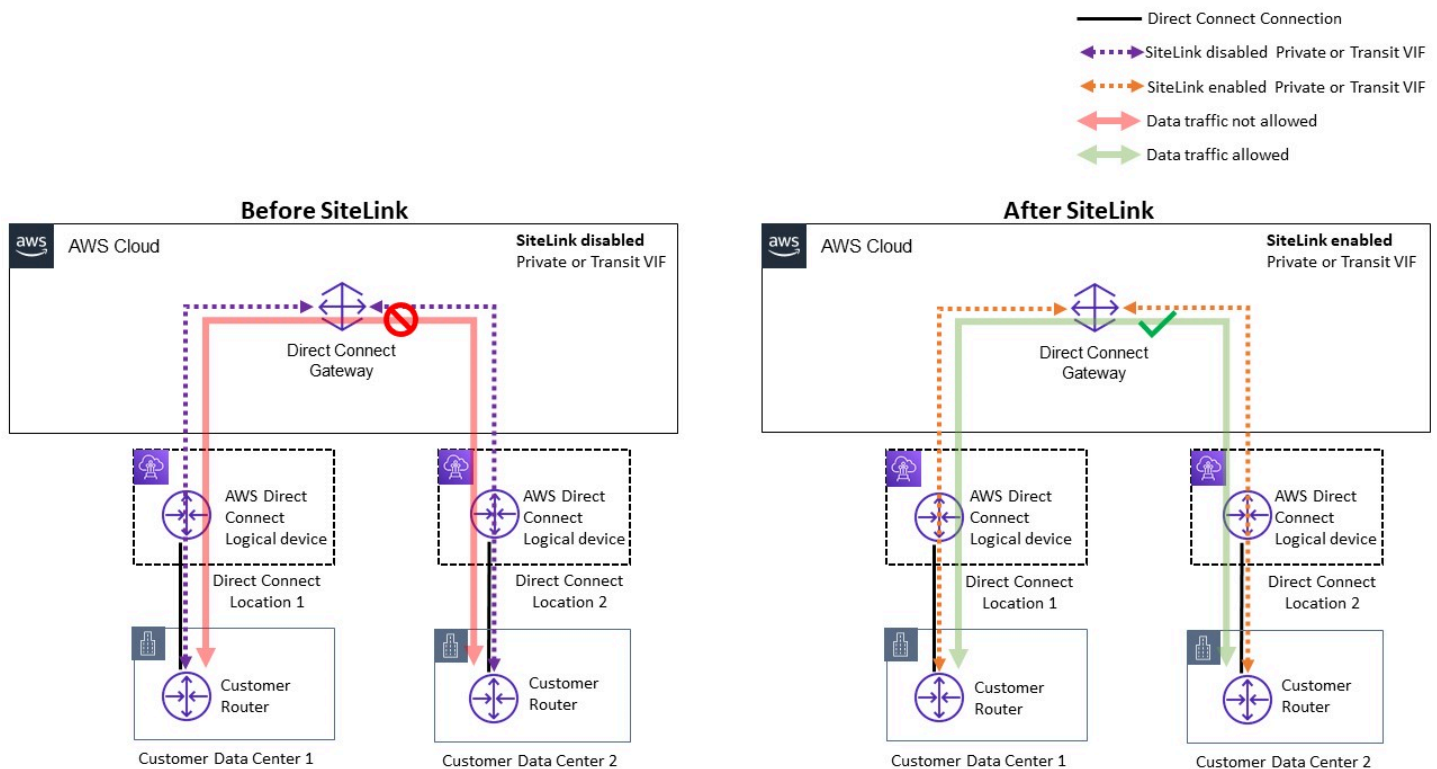 Direct Connect Connection
SiteLink disabled Private or Transit VIF
SiteLink enabled Private or Transit VIF
Data traffic not allowed
Data traffic allowed
Before SiteLink
aws
AWS Cloud
SiteLink disabled
Private or Transit VIF
Direct Connect
Gateway
AWS Direct
Connect
Logical device
Direct Connect
Location 1
AWS Direct
Connect
Logical device
Direct Connect
Location 2
Customer
Router
Customer Data Center 1
Customer
Router
Customer Data Center 2
After SiteLink
aws
AWS Cloud
SiteLink enabled
Private or Transit VIF
Direct Connect
Gateway
AWS Direct
Connect
Logical device
Direct Connect
Location 1
AWS Direct
Connect
Logical device
Direct Connect
Location 2
Customer
Router
Customer Data Center 1
Customer
Router
Customer Data Center 2